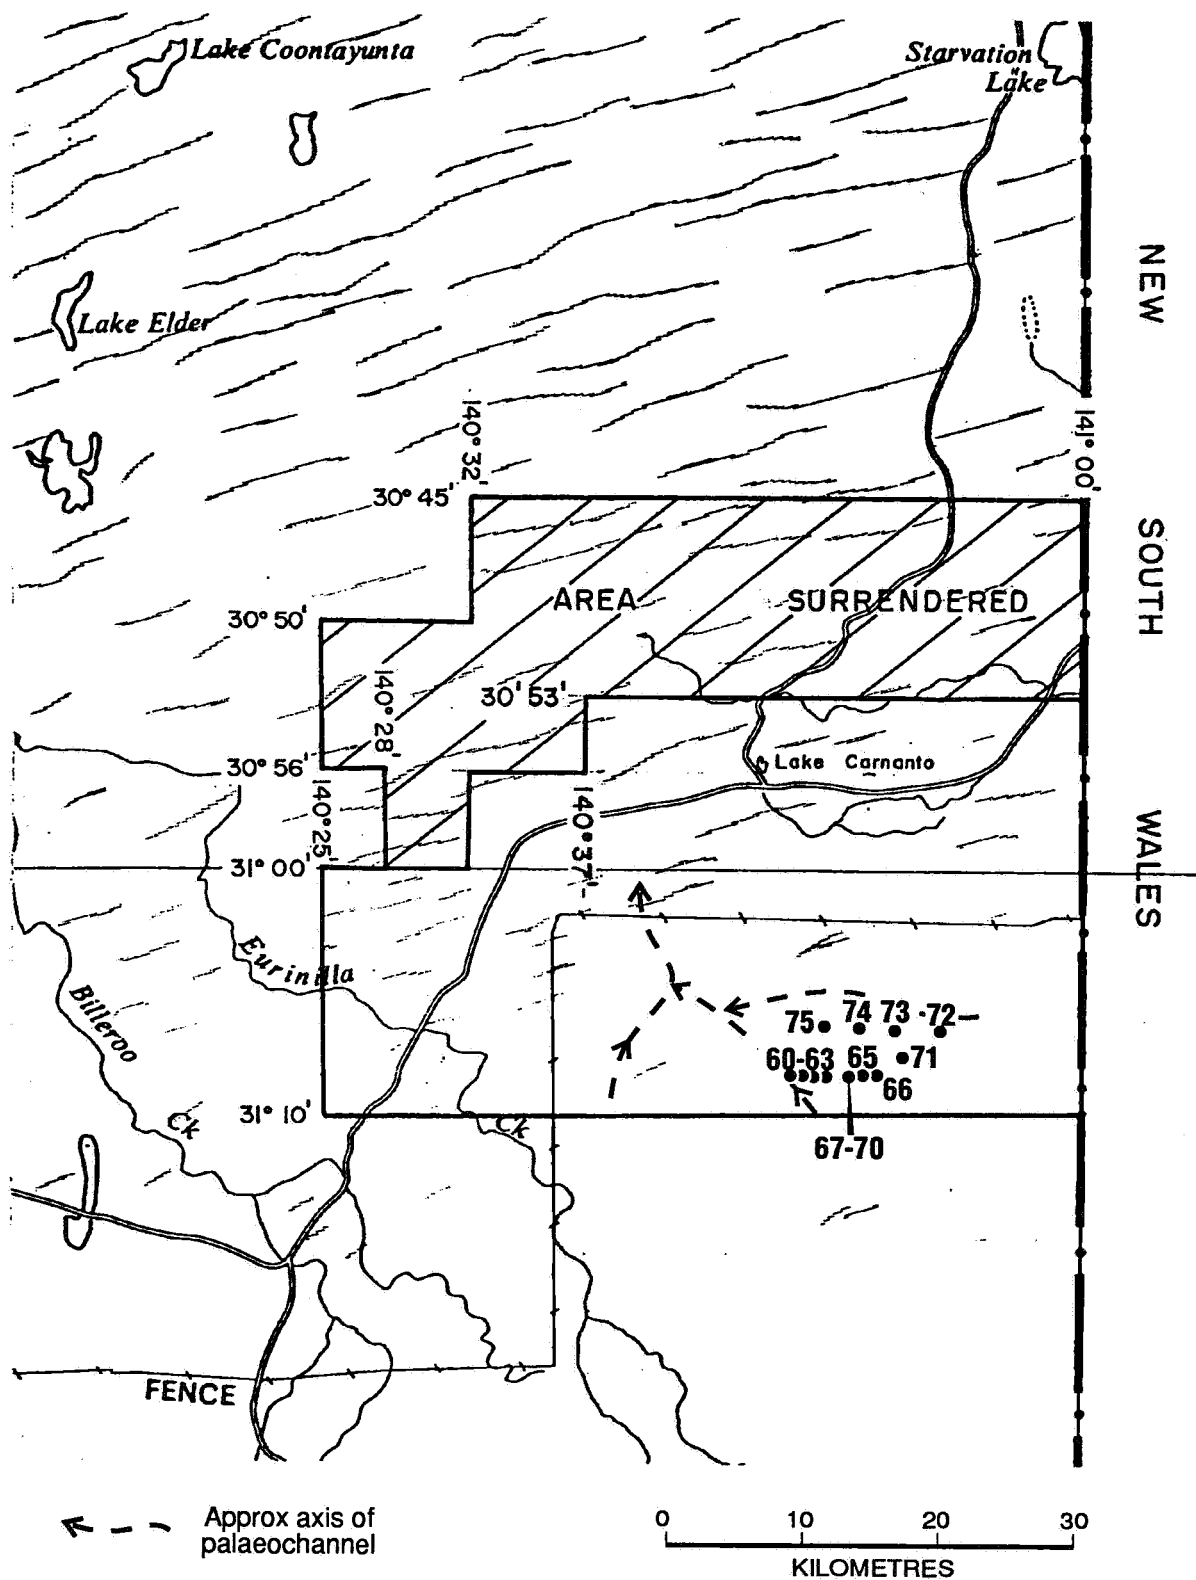 Lake Coontayunta
Starvation
Lake
NEW
Lake Elder
140° 32'
141° 00'
30° 45'
SOUTH
AREA SURRENDERED
30° 50'
140° 28'
30' 53'
30° 56'
Lake Carnanto
140° 25'
140° 37'
WALES
31° 00'
Eurinilla
Billeroo
75 74 73 72
60-63 65 71
66
31° 10'
Ck
Ck
67-70
FENCE
Approx axis of
palaeochannel
0 10 20 30
KILOMETRES